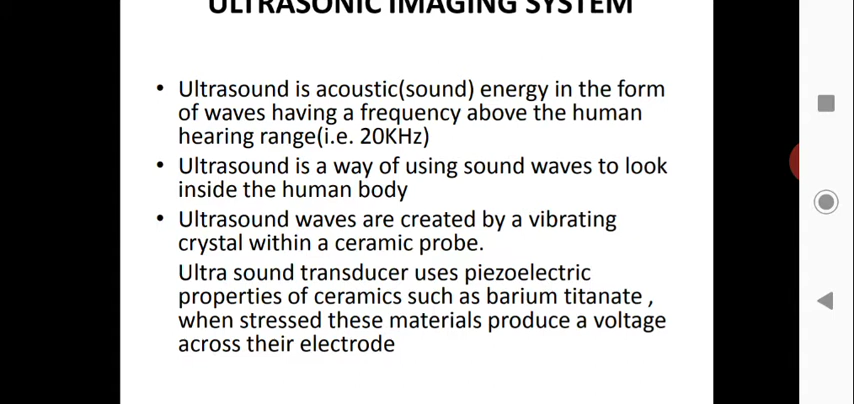 ULTRASONIC IMAGING SYSTEM
• Ultrasound is acoustic(sound) energy in the form
of waves having a frequency above the human
hearing range(i.e. 20KHz)
• Ultrasound is a way of using sound waves to look
inside the human body
• Ultrasound waves are created by a vibrating
crystal within a ceramic probe.
Ultra sound transducer uses piezoelectric
properties of ceramics such as barium titanate ,
when stressed these materials produce a voltage
across their electrode